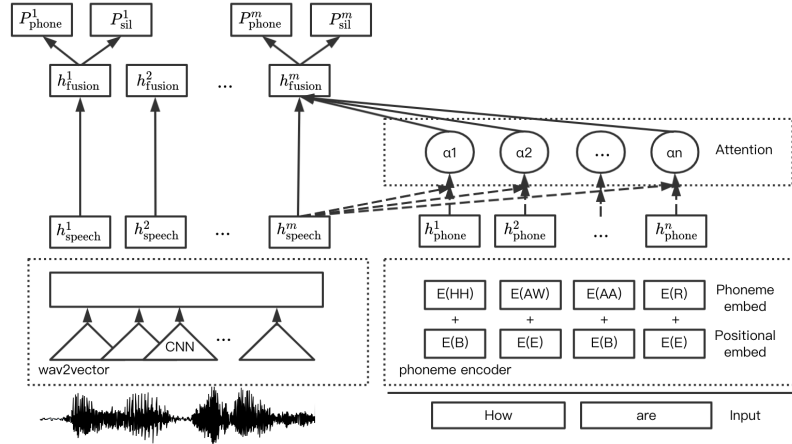 P¹phone P¹sil P^m phone P^m sil
h¹fusion h²fusion ... h^m fusion
α1 α2 ... αn Attention
h¹speech h²speech ... h^m speech h¹phone h²phone ... h^n phone
E(HH) E(AW) E(AA) E(R) Phoneme
embed
+ + + +
CNN ... E(B) E(E) E(B) E(E) Positional
embed
wav2vector phoneme encoder
How are Input